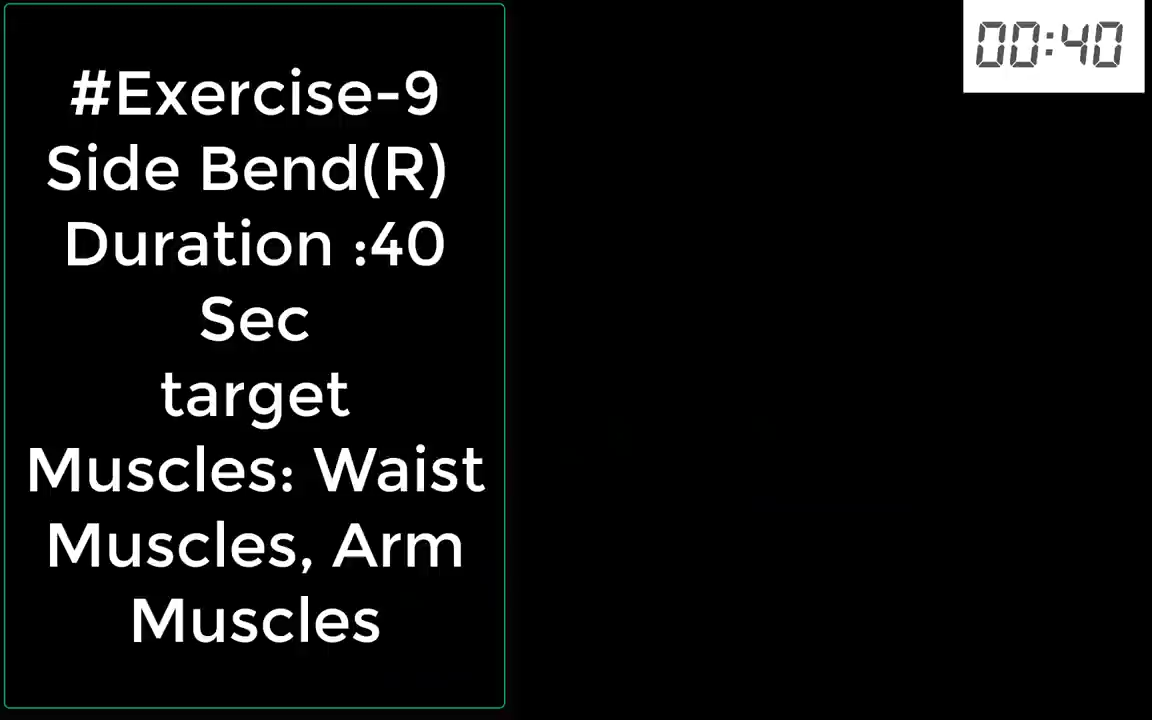 #Exercise-9
Side Bend(R)
Duration :40
Sec
target
Muscles: Waist
Muscles, Arm
Muscles
00:40